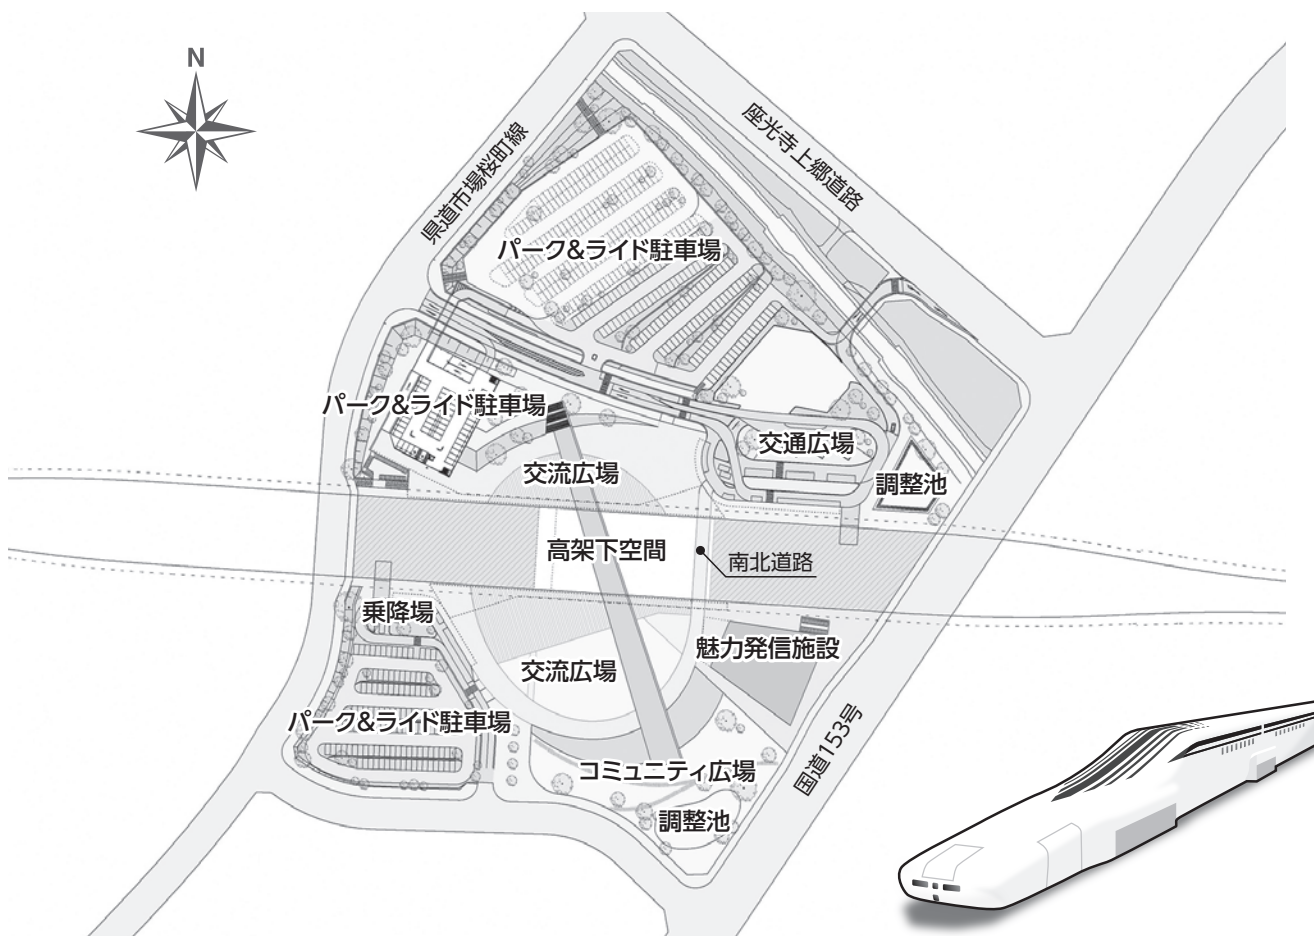 N
県道市場桜町線
座光寺上郷道路
パーク&ライド駐車場
パーク&ライド駐車場
交通広場
交流広場
調整池
高架下空間
南北道路
乗降場
魅力発信施設
交流広場
パーク&ライド駐車場
国道153号
コミュニティ広場
調整池